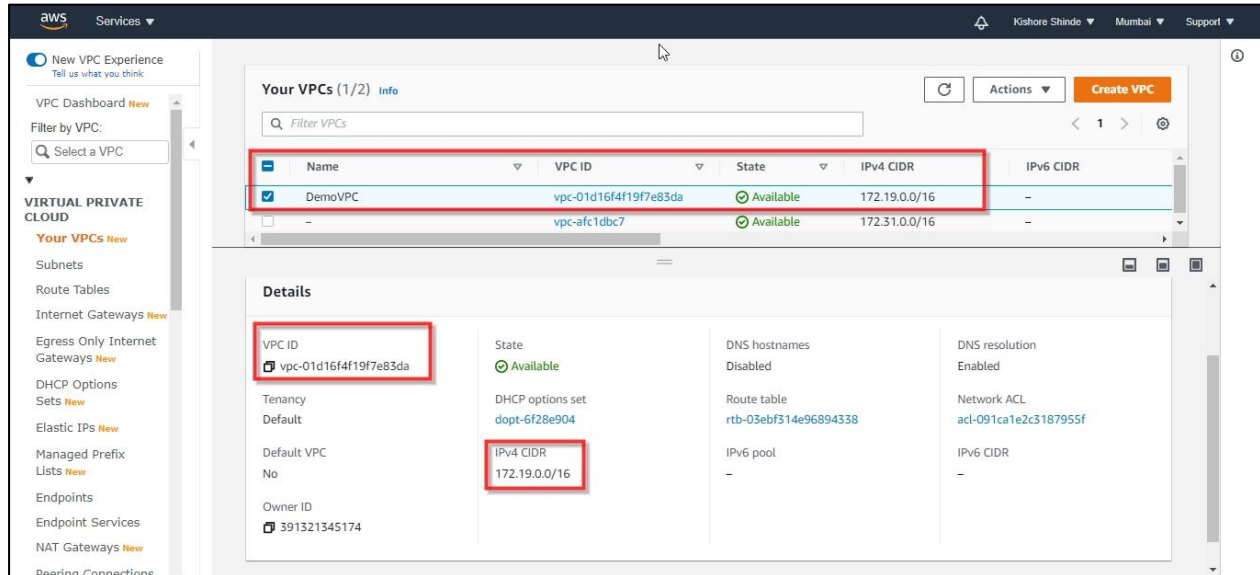 aws Services ▼ Kishore Shinde ▼ Mumbai ▼ Support ▼
New VPC Experience
Tell us what you think
VPC Dashboard New
Filter by VPC:
Select a VPC
VIRTUAL PRIVATE
CLOUD
Your VPCs New
Subnets
Route Tables
Internet Gateways New
Egress Only Internet
Gateways New
DHCP Options
Sets New
Elastic IPs New
Managed Prefix
Lists New
Endpoints
Endpoint Services
NAT Gateways New
Peering Connections
Your VPCs (1/2) Info
Actions ▼ Create VPC
Filter VPCs
< 1 >
Name VPC ID State IPv4 CIDR IPv6 CIDR
DemoVPC vpc-01d16f4f19f7e83da Available 172.19.0.0/16 –
– vpc-afc1dbc7 Available 172.31.0.0/16 –
Details
VPC ID State DNS hostnames DNS resolution
vpc-01d16f4f19f7e83da Available Disabled Enabled
Tenancy DHCP options set Route table Network ACL
Default dopt-6f28e904 rtb-03ebf314e96894338 acl-091ca1e2c3187955f
Default VPC IPv4 CIDR IPv6 pool IPv6 CIDR
No 172.19.0.0/16 – –
Owner ID
391321345174